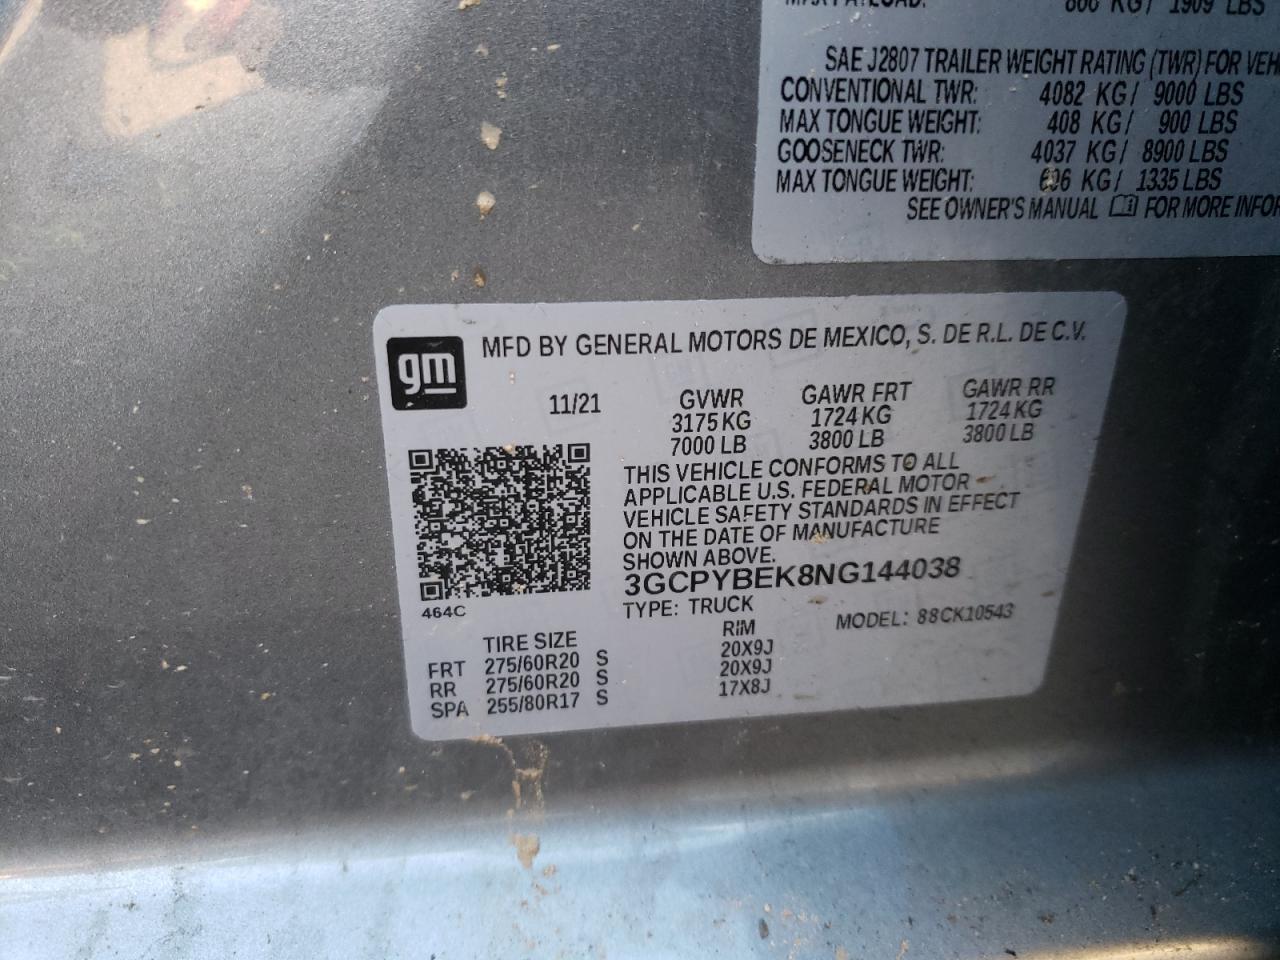 1909 LBS
SAE J2807 TRAILER WEIGHT RATING (TWR) FOR
CONVENTIONAL TWR: 4082 KG/ 9000 LBS
MAX TONGUE WEIGHT: 408 KG/ 900 LBS
GOOSENECK TWR: 4037 KG/ 8900 LBS
MAX TONGUE WEIGHT: KG/ 1335 LBS
SEE OWNER'S MANUAL FOR MORE INFOR
gm
MFD BY GENERAL MOTORS DE MEXICO, S. DE R.L. DE C.V.
11/21 GVWR GAWR FRT GAWR RR
3175 KG 1724 KG 1724 KG
7000 LB 3800 LB 3800 LB
THIS VEHICLE CONFORMS TO ALL
APPLICABLE U.S. FEDERAL MOTOR
VEHICLE SAFETY STANDARDS IN EFFECT
ON THE DATE OF MANUFACTURE
SHOWN ABOVE.
3GCPYBEK8NG144038
464C
TYPE: TRUCK MODEL: 88CK10543
TIRE SIZE RIM
FRT 275/60R20 S 20X9J
RR 275/60R20 S 20X9J
SPA 255/80R17 S 17X8J